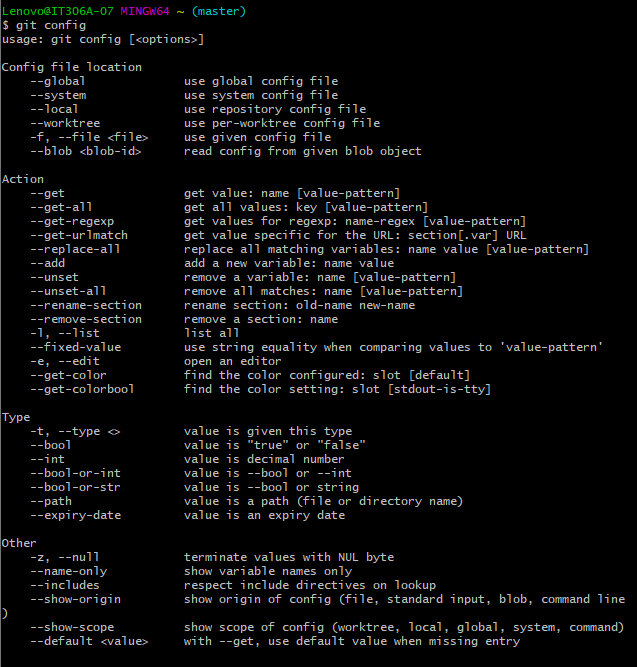 Lenovo@IT306A-07 MINGW64 ~ (master)
$ git config
usage: git config [<options>]

Config file location
    --global              use global config file
    --system              use system config file
    --local               use repository config file
    --worktree            use per-worktree config file
    -f, --file <file>     use given config file
    --blob <blob-id>      read config from given blob object

Action
    --get                 get value: name [value-pattern]
    --get-all             get all values: key [value-pattern]
    --get-regexp          get values for regexp: name-regex [value-pattern]
    --get-urlmatch        get value specific for the URL: section[.var] URL
    --replace-all         replace all matching variables: name value [value-pattern]
    --add                 add a new variable: name value
    --unset               remove a variable: name [value-pattern]
    --unset-all           remove all matches: name [value-pattern]
    --rename-section      rename section: old-name new-name
    --remove-section      remove a section: name
    -l, --list            list all
    --fixed-value         use string equality when comparing values to 'value-pattern'
    -e, --edit            open an editor
    --get-color           find the color configured: slot [default]
    --get-colorbool       find the color setting: slot [stdout-is-tty]

Type
    -t, --type <>         value is given this type
    --bool                value is "true" or "false"
    --int                 value is decimal number
    --bool-or-int         value is --bool or --int
    --bool-or-str         value is --bool or string
    --path                value is a path (file or directory name)
    --expiry-date         value is an expiry date

Other
    -z, --null            terminate values with NUL byte
    --name-only           show variable names only
    --includes            respect include directives on lookup
    --show-origin         show origin of config (file, standard input, blob, command line
)
    --show-scope          show scope of config (worktree, local, global, system, command)
    --default <value>     with --get, use default value when missing entry